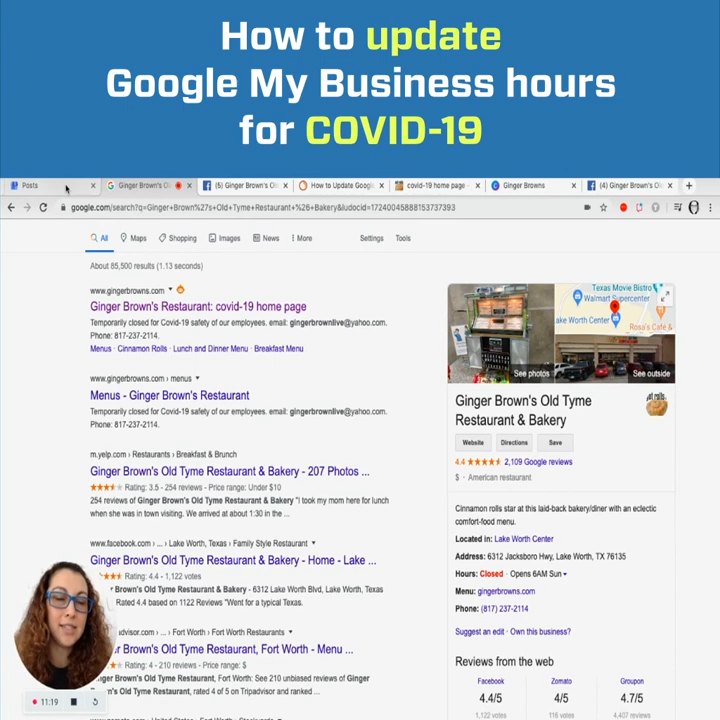 How to update
Google My Business hours
for COVID-19
Posts
Ginger Brown's Ol
(5) Ginger Brown's Ol
How to Update Googl
covid-19 home page -
Ginger Browns
(4) Ginger Brown's Ol
google.com/search?q=Ginger+Brown%27s+Old+Tyme+Restaurant+%26+Bakery&ludocid=17240045888153737393
All Maps Shopping Images News More Settings Tools
About 85,500 results (1.13 seconds)
www.gingerbrowns.com
Ginger Brown's Restaurant: covid-19 home page
Temporarily closed for Covid-19 safety of our employees. email: gingerbrownlive@yahoo.com.
Phone: 817-237-2114.
Menus · Cinnamon Rolls · Lunch and Dinner Menu · Breakfast Menu
www.gingerbrowns.com › menus
Menus - Ginger Brown's Restaurant
Temporarily closed for Covid-19 safety of our employees. email: gingerbrownlive@yahoo.com.
Phone: 817-237-2114.
m.yelp.com › Restaurants › Breakfast & Brunch
Ginger Brown's Old Tyme Restaurant & Bakery - 207 Photos ...
Rating: 3.5 - 254 reviews - Price range: Under $10
254 reviews of Ginger Brown's Old Tyme Restaurant & Bakery "I took my mom here for lunch
when she was in town visiting. We arrived at about 1:30 in the ...
www.facebook.com › ... › Lake Worth, Texas › Family Style Restaurant
Ginger Brown's Old Tyme Restaurant & Bakery - Home - Lake ...
Rating: 4.4 - 1,122 votes
r Brown's Old Tyme Restaurant & Bakery - 6312 Lake Worth Blvd, Lake Worth, Texas
Rated 4.4 based on 1122 Reviews "Went for a typical Texas.
dvisor.com › ... › Fort Worth › Fort Worth Restaurants
r Brown's Old Tyme Restaurant, Fort Worth - Menu ...
Rating: 4 - 210 reviews - Price range: $
nger Brown's Old Tyme Restaurant, Fort Worth: See 210 unbiased reviews of Ginger
n's Old Tyme Restaurant, rated 4 of 5 on Tripadvisor and ranked ...
11:19
Texas Movie Bistro
Walmart Supercenter
ake Worth Center
Rosa's Café &
See photos
See outside
Ginger Brown's Old Tyme
Restaurant & Bakery
Website Directions Save
4.4 2,109 Google reviews
$ · American restaurant
Cinnamon rolls star at this laid-back bakery/diner with an eclectic
comfort-food menu.
Located in: Lake Worth Center
Address: 6312 Jacksboro Hwy, Lake Worth, TX 76135
Hours: Closed · Opens 6AM Sun
Menu: gingerbrowns.com
Phone: (817) 237-2114
Suggest an edit · Own this business?
Reviews from the web
Facebook Zomato Groupon
4.4/5 4/5 4.7/5
1,122 votes 116 votes 4,407 reviews